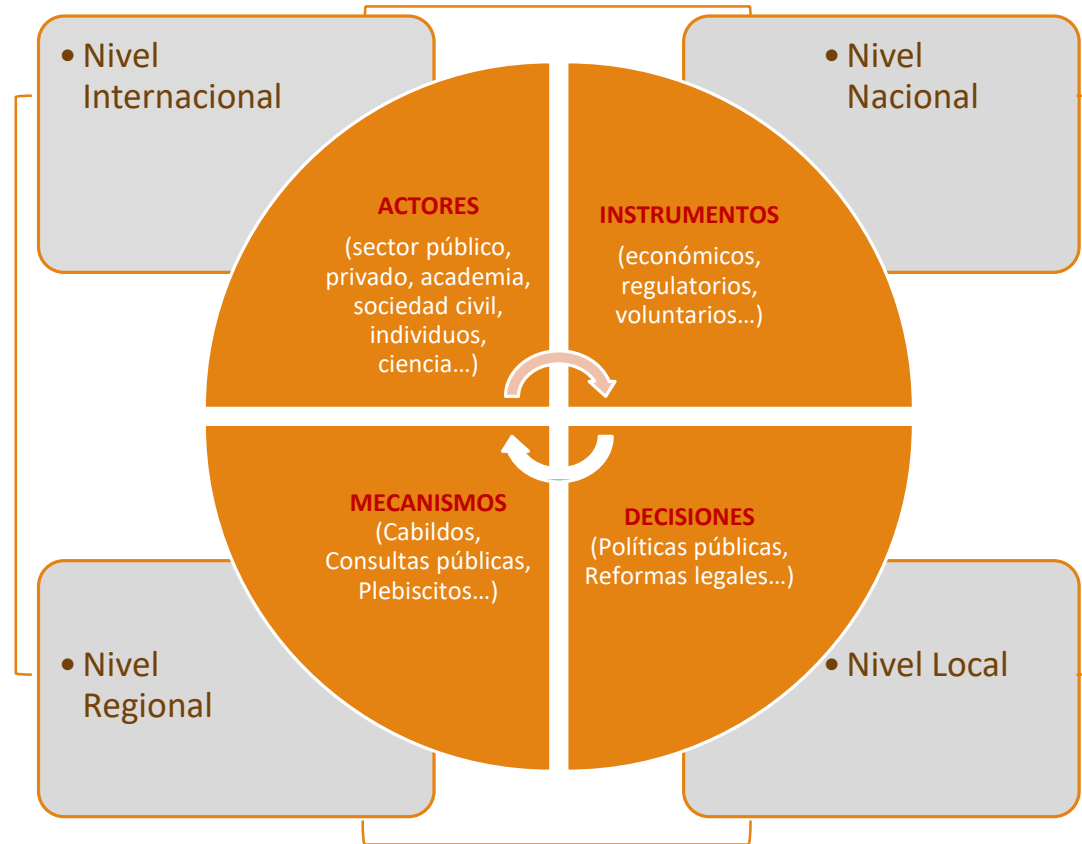 • Nivel
Internacional
• Nivel
Nacional
ACTORES
(sector público,
privado, academia,
sociedad civil,
individuos,
ciencia...)
INSTRUMENTOS
(económicos,
regulatorios,
voluntarios...)
MECANISMOS
(Cabildos,
Consultas públicas,
Plebiscitos...)
DECISIONES
(Políticas públicas,
Reformas legales...)
• Nivel
Regional
• Nivel Local